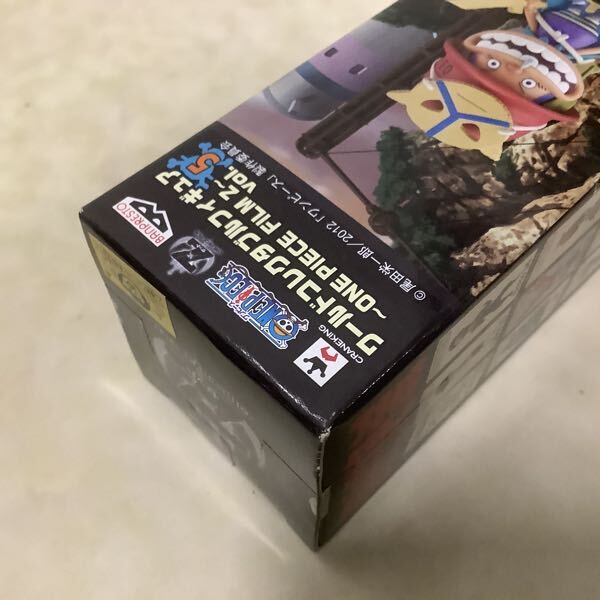 CRANEKING
ワールドコレクタブルフィギュア
～ONE PIECE FILM Z～ vol.5
ONE PIECE
BANPRESTO
©尾田栄一郎/2012「ワンピース」製作委員会